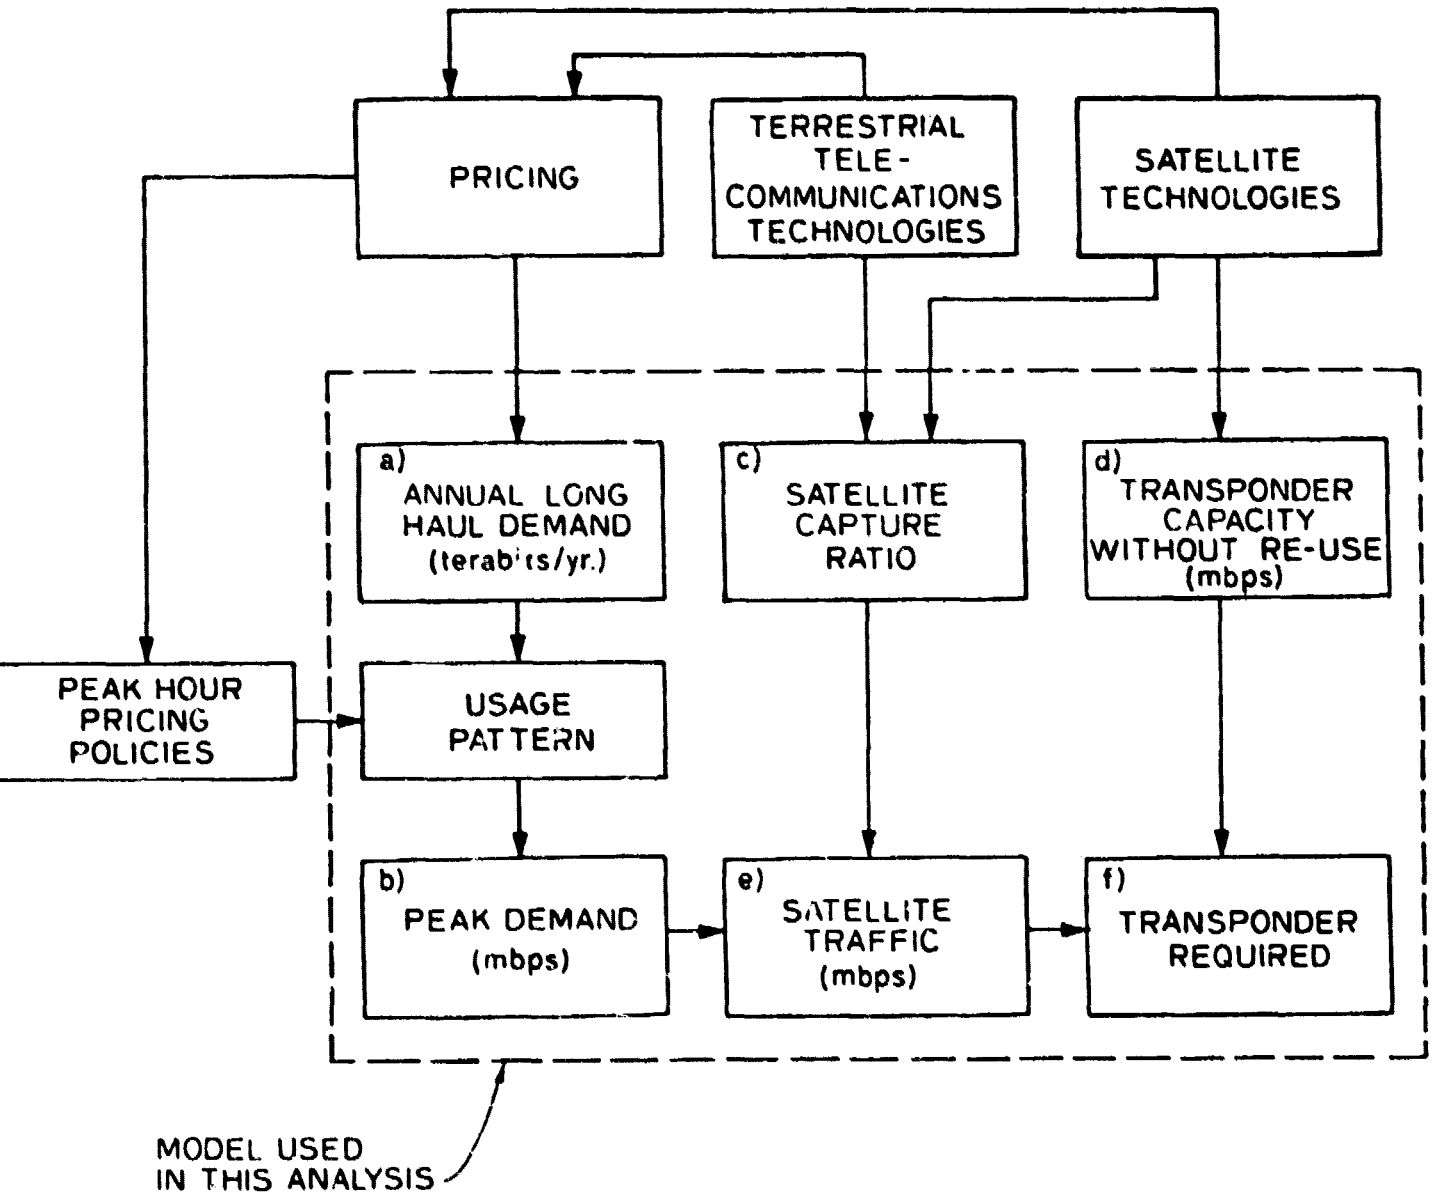 PRICING
TERRESTRIAL
TELE-
COMMUNICATIONS
TECHNOLOGIES
SATELLITE
TECHNOLOGIES
a)
ANNUAL LONG
HAUL DEMAND
(terabits/yr.)
c)
SATELLITE
CAPTURE
RATIO
d)
TRANSPONDER
CAPACITY
WITHOUT RE-USE
(mbps)
PEAK HOUR
PRICING
POLICIES
USAGE
PATTERN
b)
PEAK DEMAND
(mbps)
e)
SATELLITE
TRAFFIC
(mbps)
f)
TRANSPONDER
REQUIRED
MODEL USED
IN THIS ANALYSIS